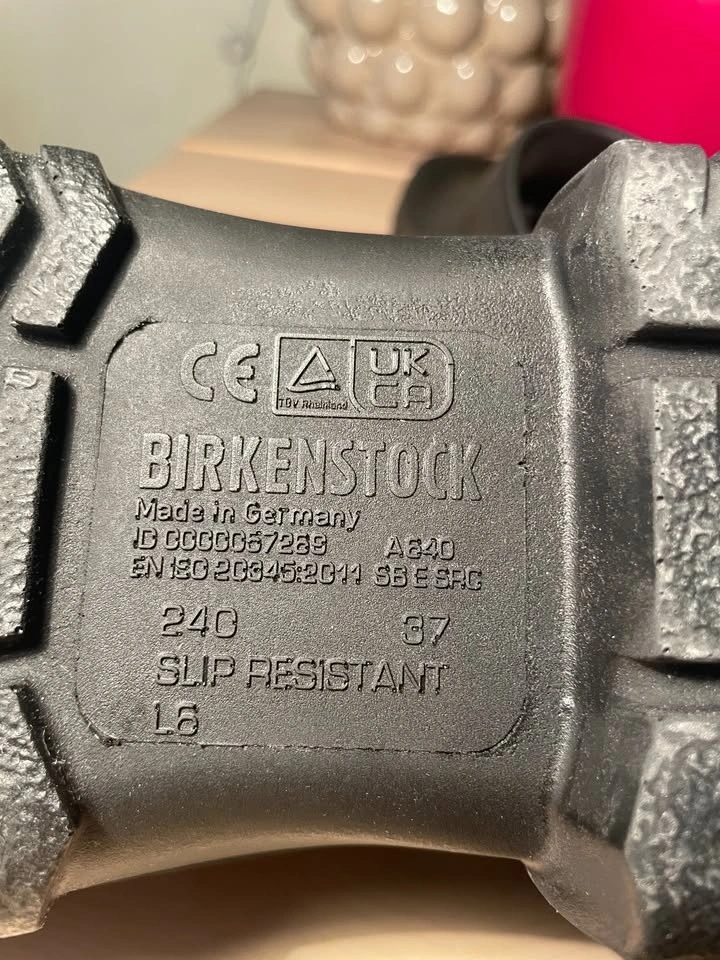 CE TÜV Rheinland UK CA
BIRKENSTOCK
Made in Germany
ID 0000067289 A640
EN ISO 20345:2011 SB E SRC
240 37
SLIP RESISTANT
L6